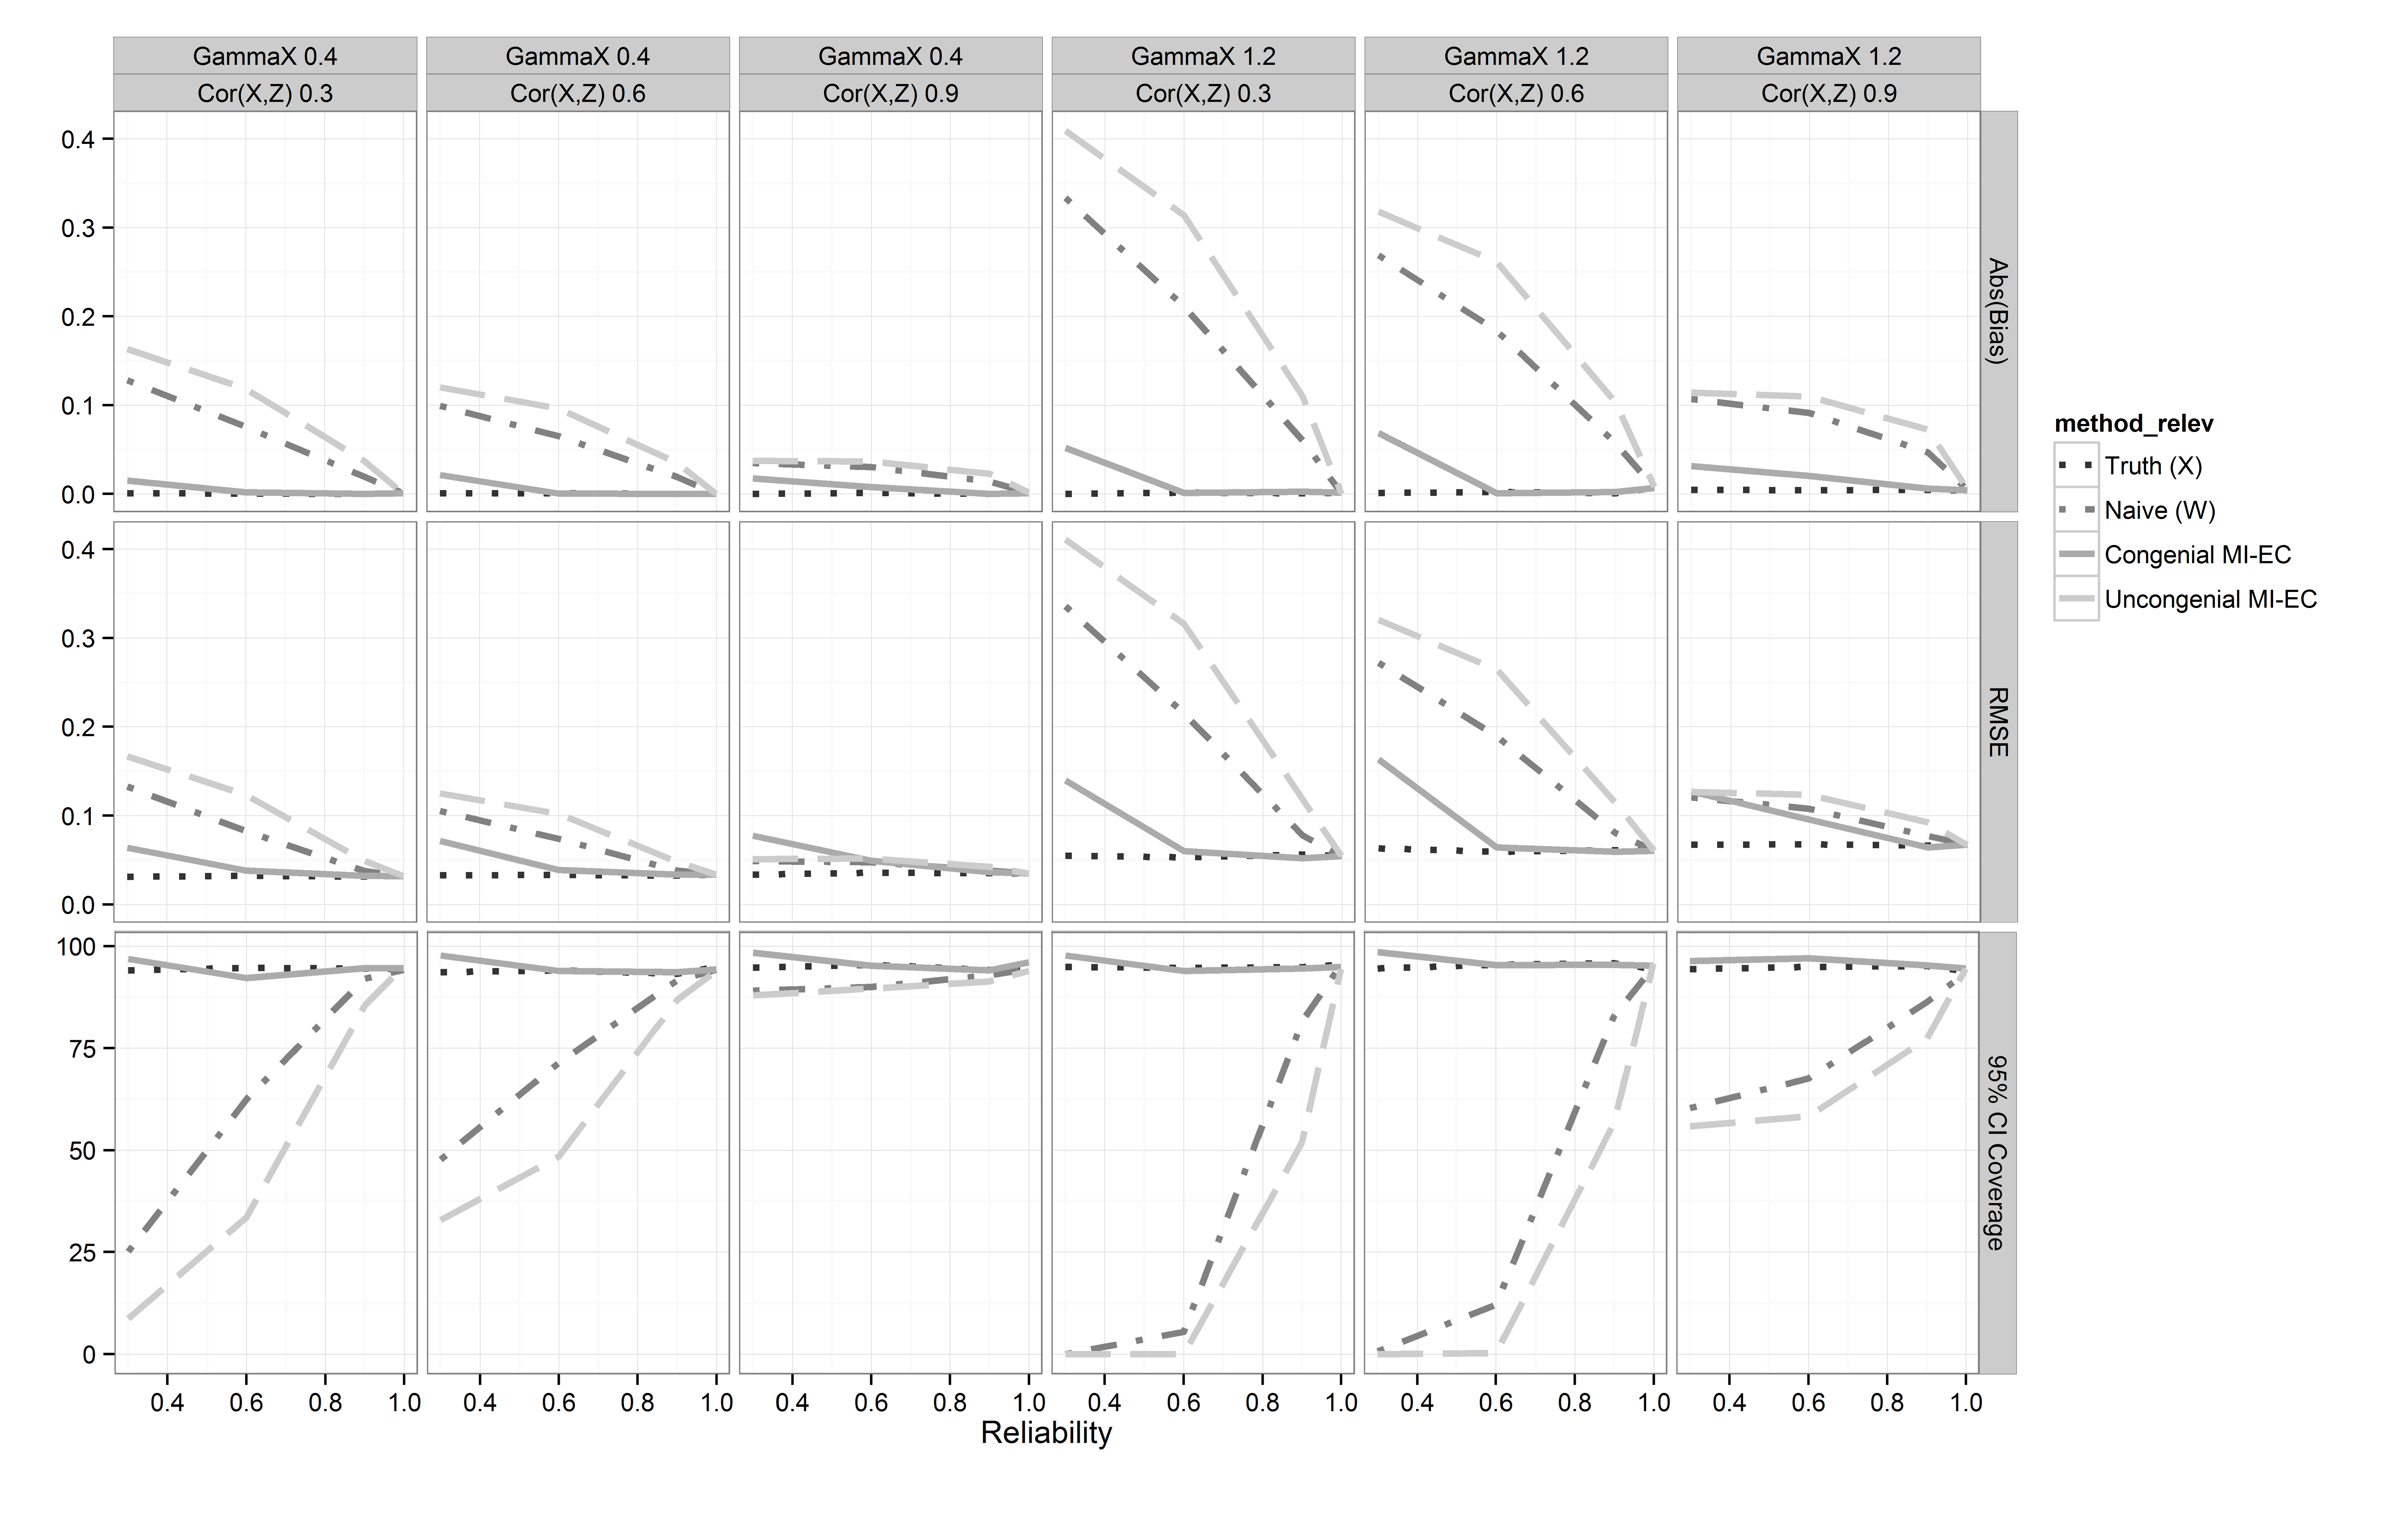 GammaX 0.4 GammaX 0.4 GammaX 0.4 GammaX 1.2 GammaX 1.2 GammaX 1.2
Cor(X,Z) 0.3 Cor(X,Z) 0.6 Cor(X,Z) 0.9 Cor(X,Z) 0.3 Cor(X,Z) 0.6 Cor(X,Z) 0.9
0.4
0.3
0.2
0.1
0.0
Abs(Bias)
0.4
0.3
0.2
0.1
0.0
RMSE
100
75
50
25
0
95% CI Coverage
0.4 0.6 0.8 1.0 0.4 0.6 0.8 1.0 0.4 0.6 0.8 1.0 0.4 0.6 0.8 1.0 0.4 0.6 0.8 1.0 0.4 0.6 0.8 1.0
Reliability
method_relev
Truth (X)
Naive (W)
Congenial MI-EC
Uncongenial MI-EC